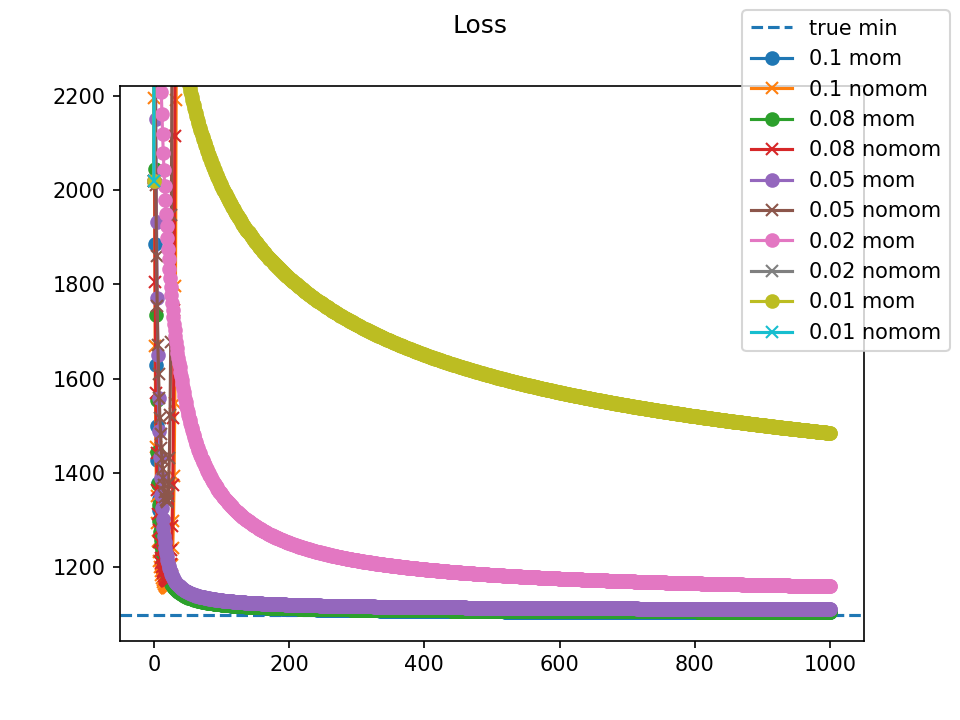 Loss
true min
0.1 mom
0.1 nomom
0.08 mom
0.08 nomom
0.05 mom
0.05 nomom
0.02 mom
0.02 nomom
0.01 mom
0.01 nomom
2200
2000
1800
1600
1400
1200
0 200 400 600 800 1000